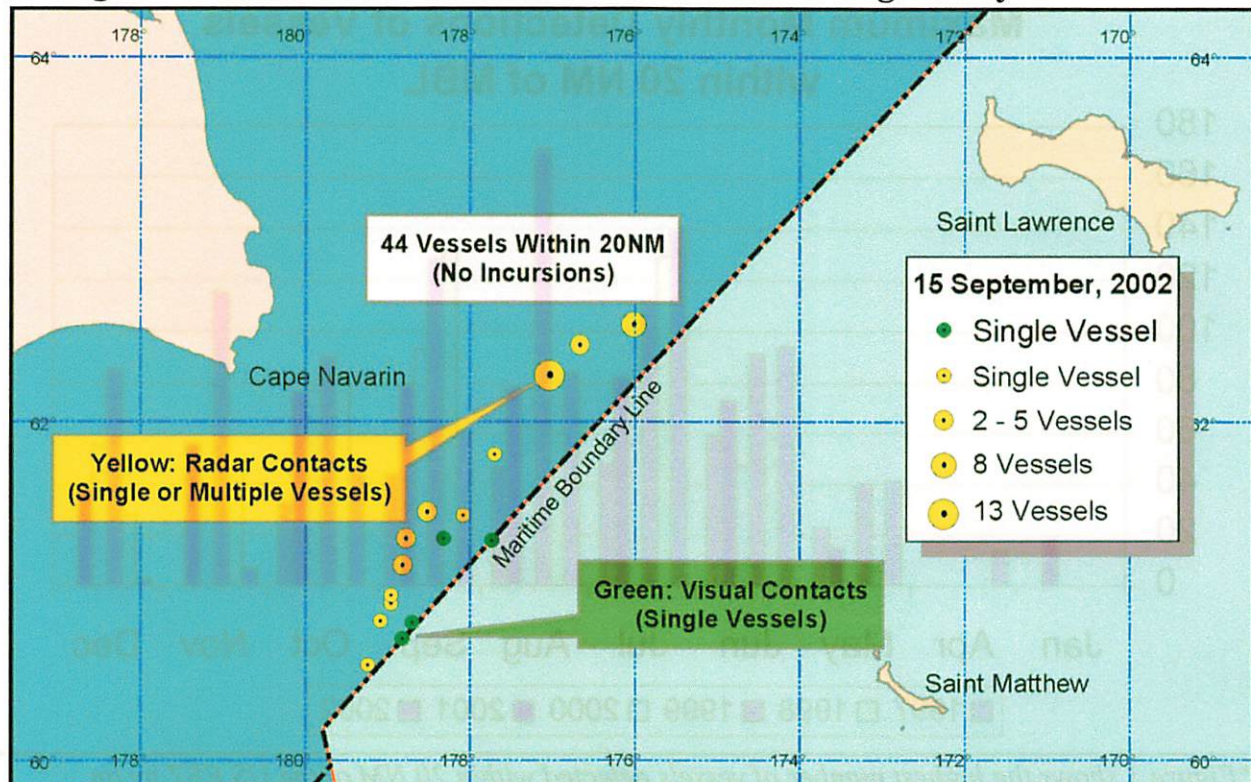 178° 180° 178° 176° 174° 172° 170°
64° 64°
Saint Lawrence
44 Vessels Within 20NM
(No Incursions)
15 September, 2002
Single Vessel
Single Vessel
2 - 5 Vessels
8 Vessels
13 Vessels
Cape Navarin
62° 62°
Maritime Boundary Line
Yellow: Radar Contacts
(Single or Multiple Vessels)
Green: Visual Contacts
(Single Vessels)
Saint Matthew
60° 178° 180° 178° 176° 174° 172° 170° 60°